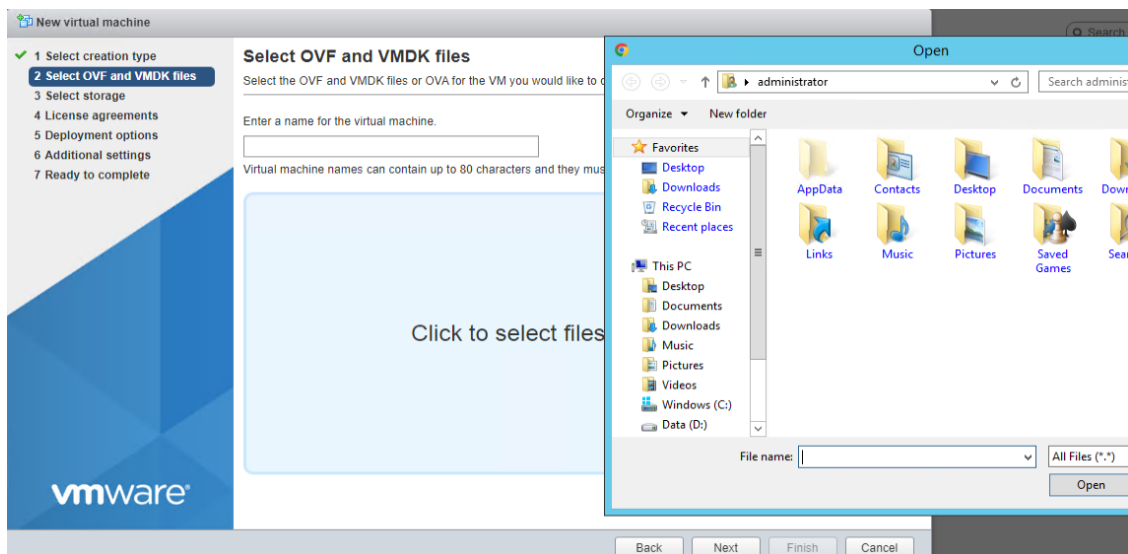 New virtual machine
1 Select creation type
2 Select OVF and VMDK files
3 Select storage
4 License agreements
5 Deployment options
6 Additional settings
7 Ready to complete
vmware®
Select OVF and VMDK files
Select the OVF and VMDK files or OVA for the VM you would like to
Enter a name for the virtual machine.
Virtual machine names can contain up to 80 characters and they mus
Click to select files
Back
Next
Finish
Cancel
Search
Open
administrator
Search adminis
Organize
New folder
Favorites
Desktop
Downloads
Recycle Bin
Recent places
This PC
Desktop
Documents
Downloads
Music
Pictures
Videos
Windows (C:)
Data (D:)
AppData
Contacts
Desktop
Documents
Down
Links
Music
Pictures
Saved
Games
Sear
File name:
All Files (*.*)
Open